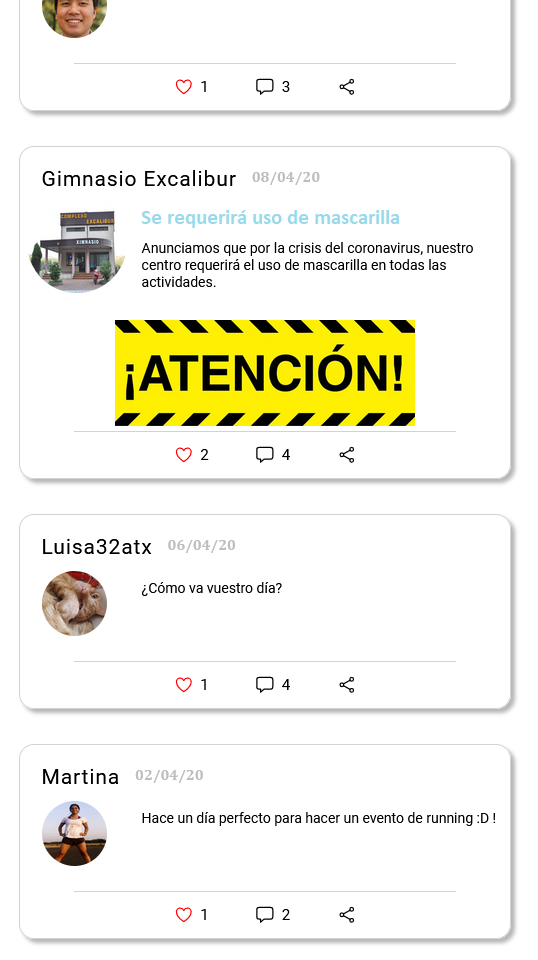 1 3
Gimnasio Excalibur 08/04/20
COMPLEXO EXCALIBUR
XIMNASIO
Se requerirá uso de mascarilla
Anunciamos que por la crisis del coronavirus, nuestro
centro requerirá el uso de mascarilla en todas las
actividades.
¡ATENCIÓN!
2 4
Luisa32atx 06/04/20
¿Cómo va vuestro día?
1 4
Martina 02/04/20
Hace un día perfecto para hacer un evento de running :D !
1 2